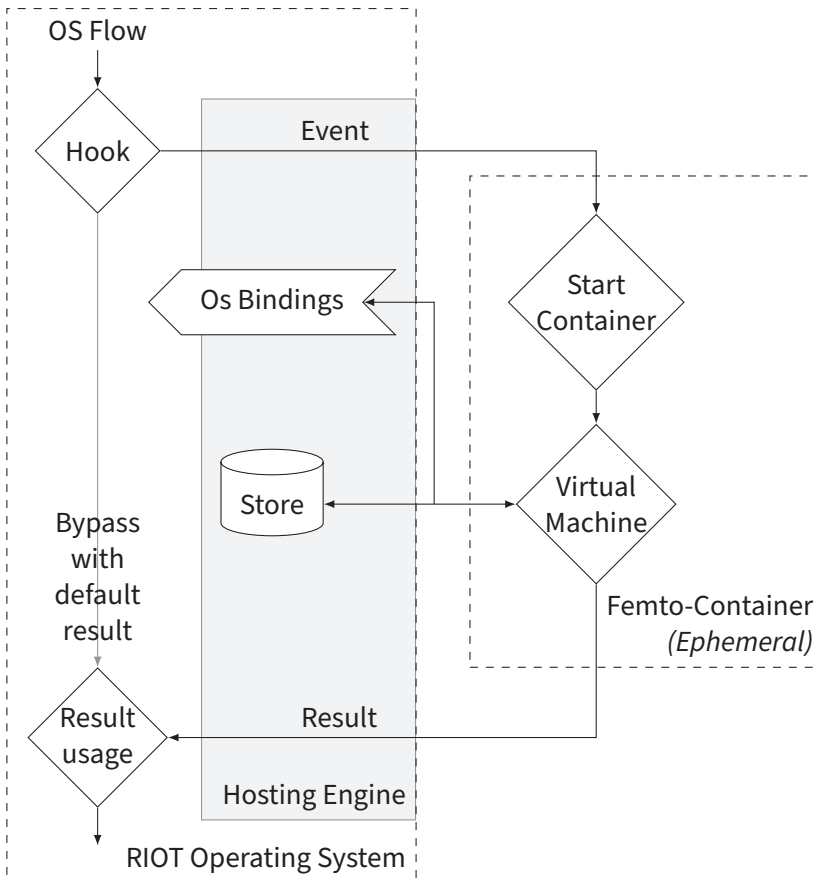 OS Flow
Event
Hook
Os Bindings
Start
Container
Store
Virtual
Machine
Bypass
with
default
result
Femto-Container
(Ephemeral)
Result
usage
Result
Hosting Engine
RIOT Operating System